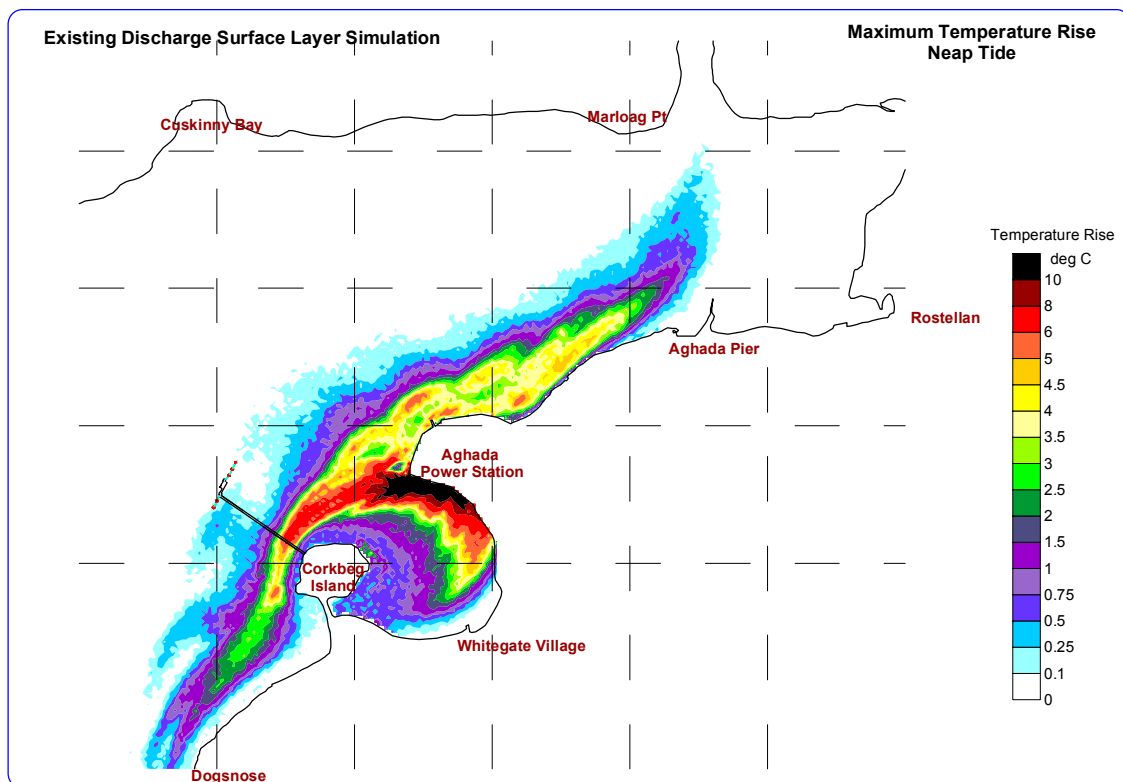 Existing Discharge Surface Layer Simulation
Maximum Temperature Rise
Neap Tide
Cuskinny Bay
Marloag Pt
Temperature Rise
deg C
10
8
6
5
4.5
4
3.5
3
2.5
2
1.5
1
0.75
0.5
0.25
0.1
0
Rostellan
Aghada Pier
Aghada
Power Station
Corkbeg
Island
Whitegate Village
Dogsnose